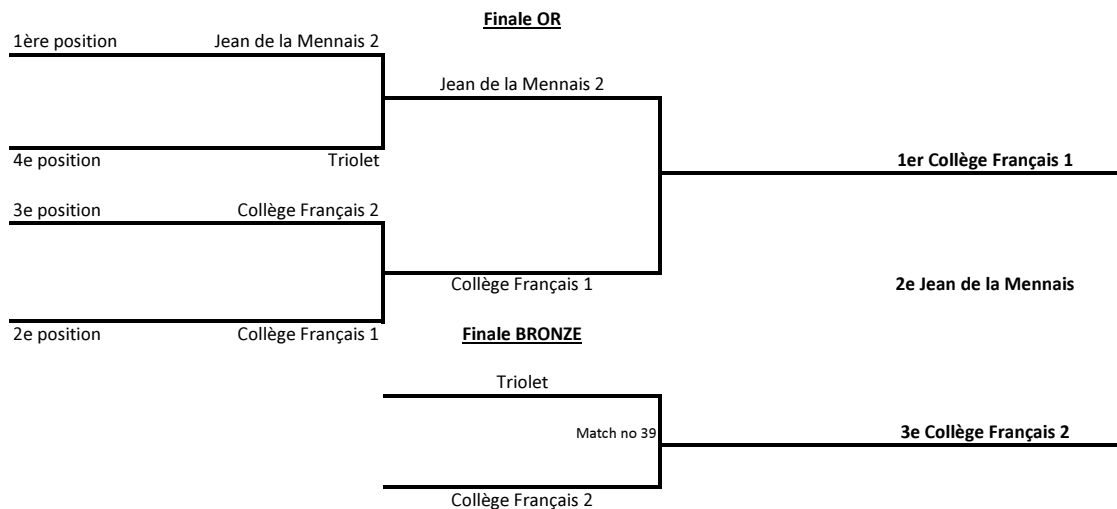 Finale OR
1ère position Jean de la Mennais 2
Jean de la Mennais 2
4e position Triolet
1er Collège Français 1
3e position Collège Français 2
Collège Français 1
2e Jean de la Mennais
2e position Collège Français 1
Finale BRONZE
Triolet
Match no 39
3e Collège Français 2
Collège Français 2